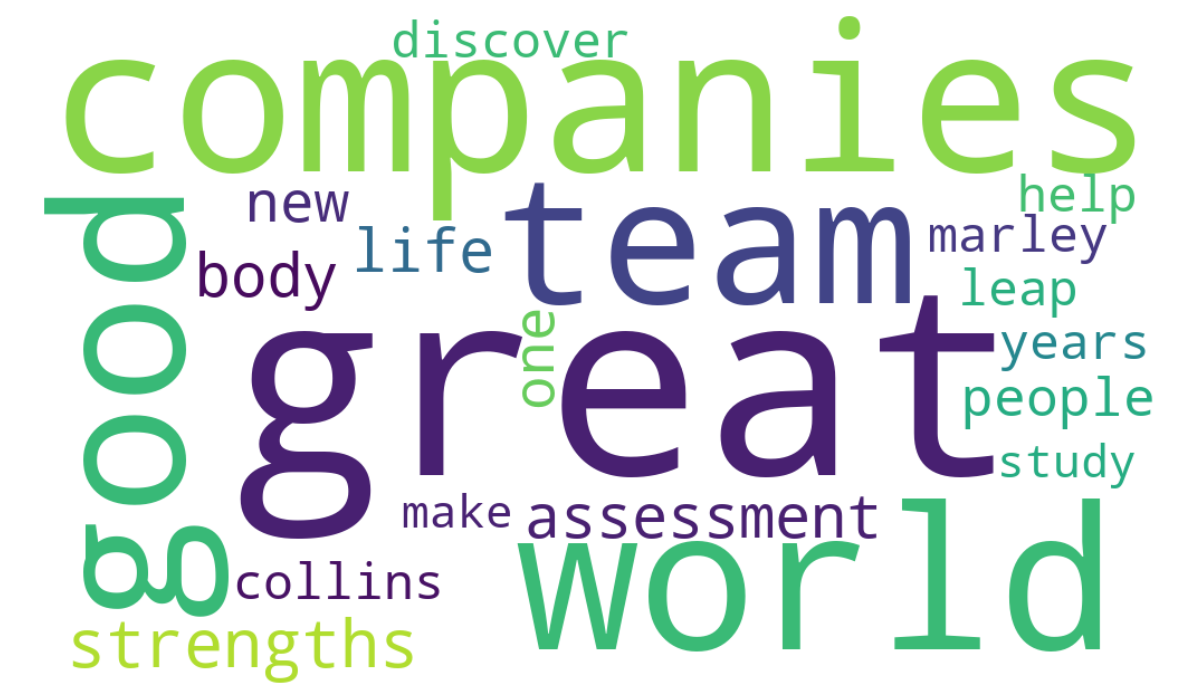 discover
companies
good
new
help
team
marley
life
body
leap
great
one
years
people
study
make
assessment
world
collins
strengths